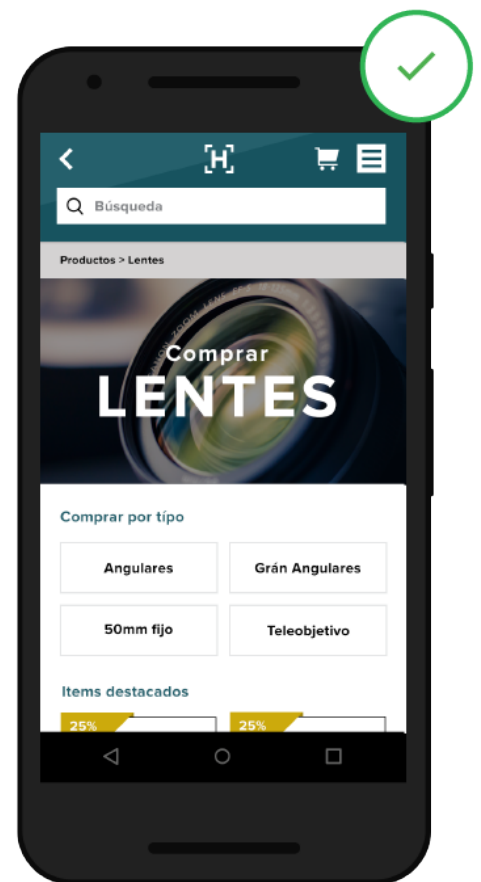 [H]
Búsqueda
Productos > Lentes
Comprar
LENTES
Comprar por típo
Angulares
Grán Angulares
50mm fijo
Teleobjetivo
Items destacados
25%
25%